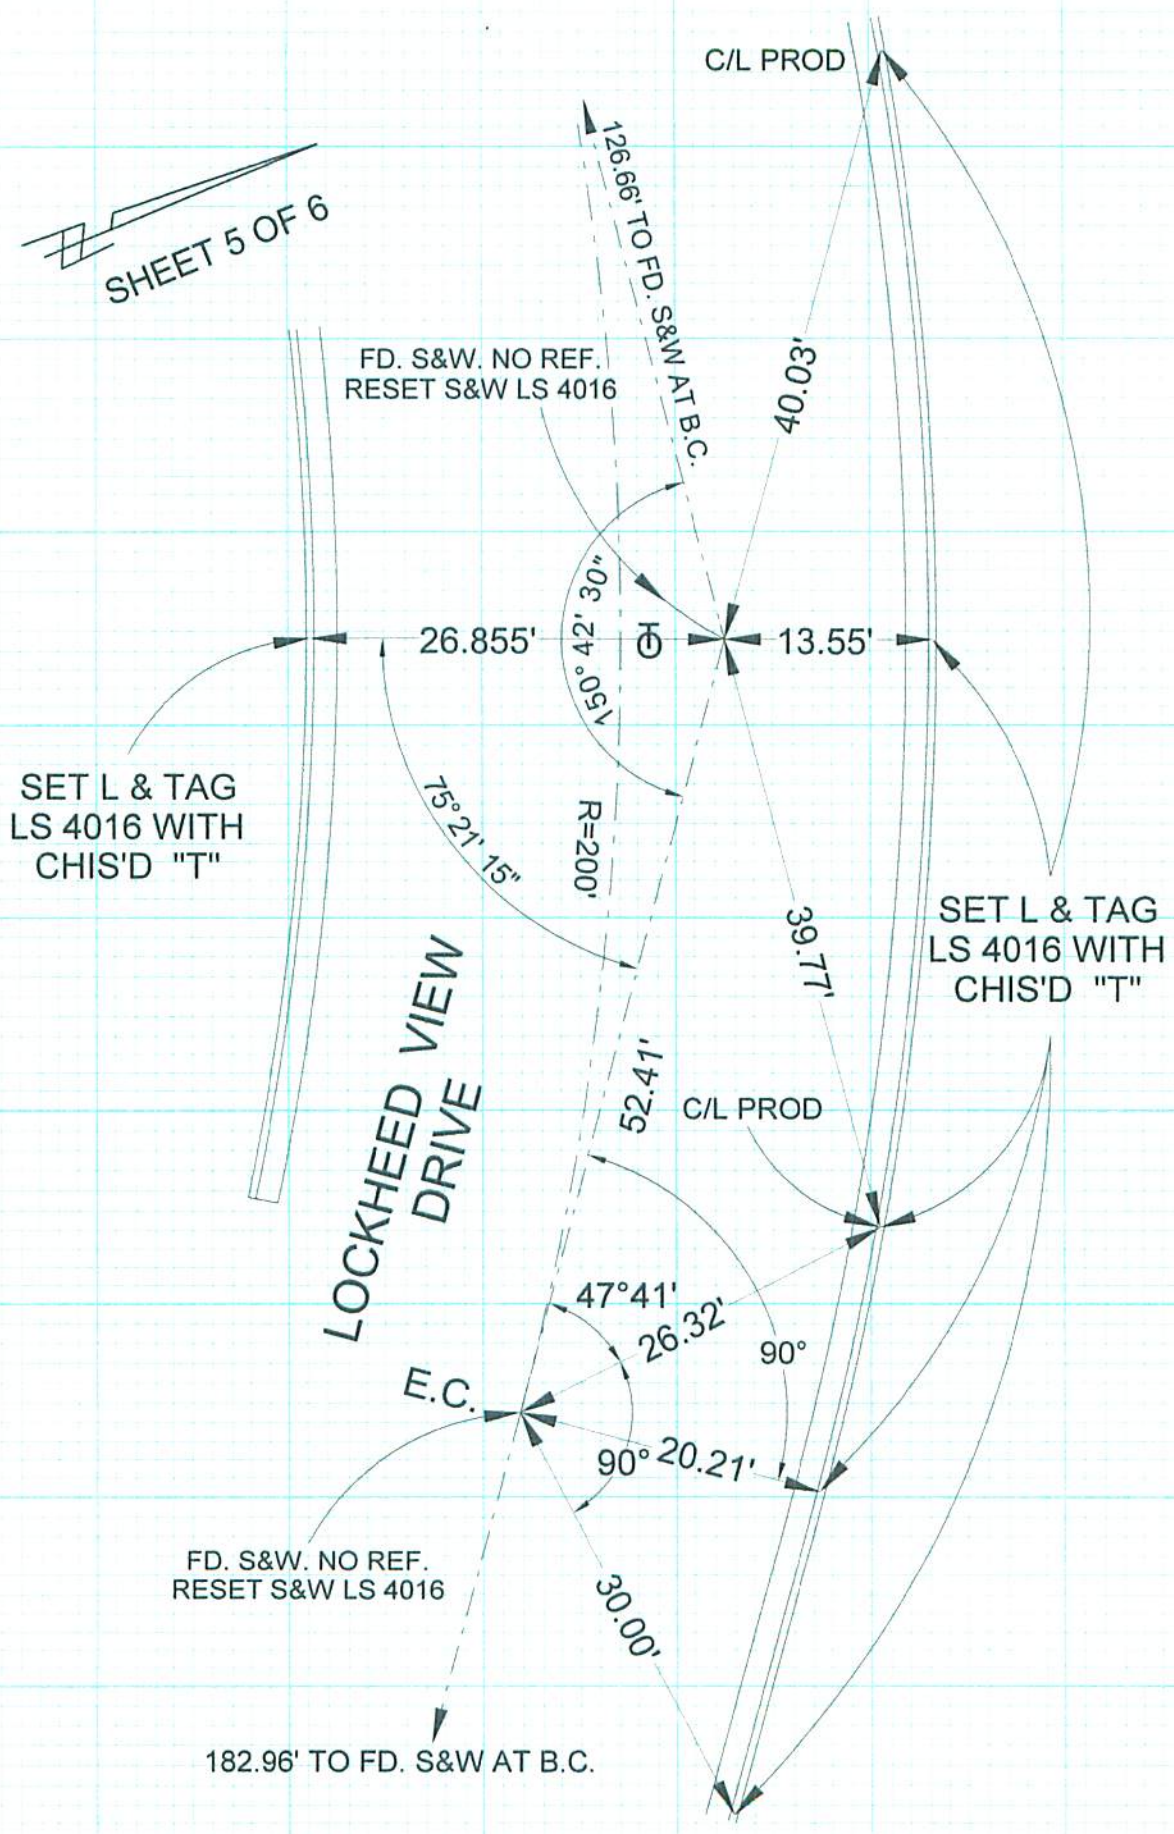 C/L PROD
126.66' TO FD. S&W AT B.C.
SHEET 5 OF 6
FD. S&W. NO REF.
RESET S&W LS 4016
40.03'
26.855'
150° 42' 30"
13.55'
SET L & TAG
LS 4016 WITH
CHIS'D "T"
75°21' 15"
R=200'
SET L & TAG
LS 4016 WITH
CHIS'D "T"
39.77'
LOCKHEED VIEW
DRIVE
52.41'
C/L PROD
47°41'
26.32'
90°
E.C.
90°
20.21'
FD. S&W. NO REF.
RESET S&W LS 4016
30.00'
182.96' TO FD. S&W AT B.C.